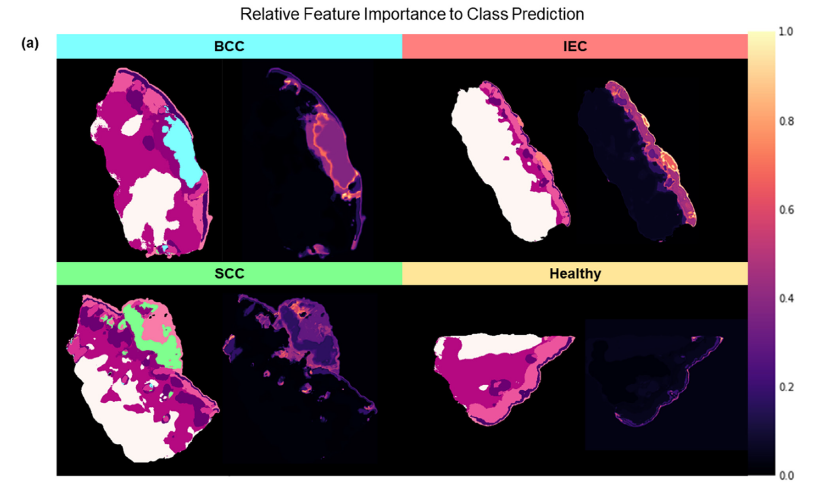 Relative Feature Importance to Class Prediction
(a)
BCC
IEC
1.0
0.8
0.6
SCC
Healthy
0.4
0.2
0.0